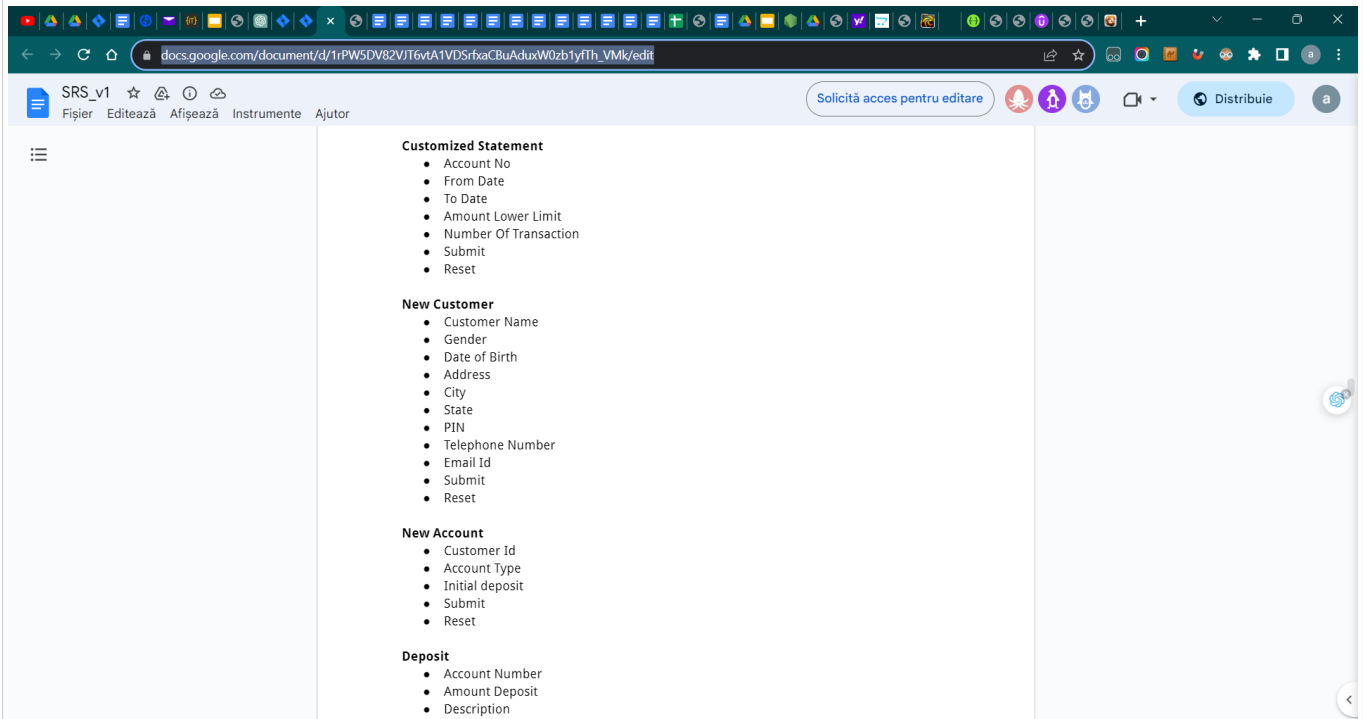 docs.google.com/document/d/1rPW5DV82VJT6vtA1VDSrfxaCBuAduxW0zb1yfTh_VMk/edit
SRS_v1
Solicită acces pentru editare
Distribuie
a
Fișier Editează Afișează Instrumente Ajutor
Customized Statement
● Account No
● From Date
● To Date
● Amount Lower Limit
● Number Of Transaction
● Submit
● Reset
New Customer
● Customer Name
● Gender
● Date of Birth
● Address
● City
● State
● PIN
● Telephone Number
● Email Id
● Submit
● Reset
New Account
● Customer Id
● Account Type
● Initial deposit
● Submit
● Reset
Deposit
● Account Number
● Amount Deposit
● Description